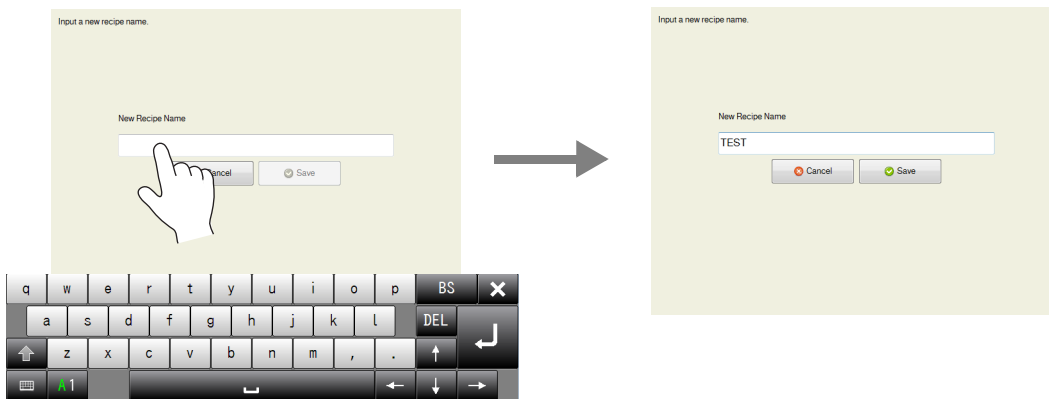 Input a new recipe name.
New Recipe Name
Save
q w e r t y u i o p BS
a s d f g h j k l DEL
z x c v b n m , .
A1
Input a new recipe name.
New Recipe Name
TEST
Cancel Save